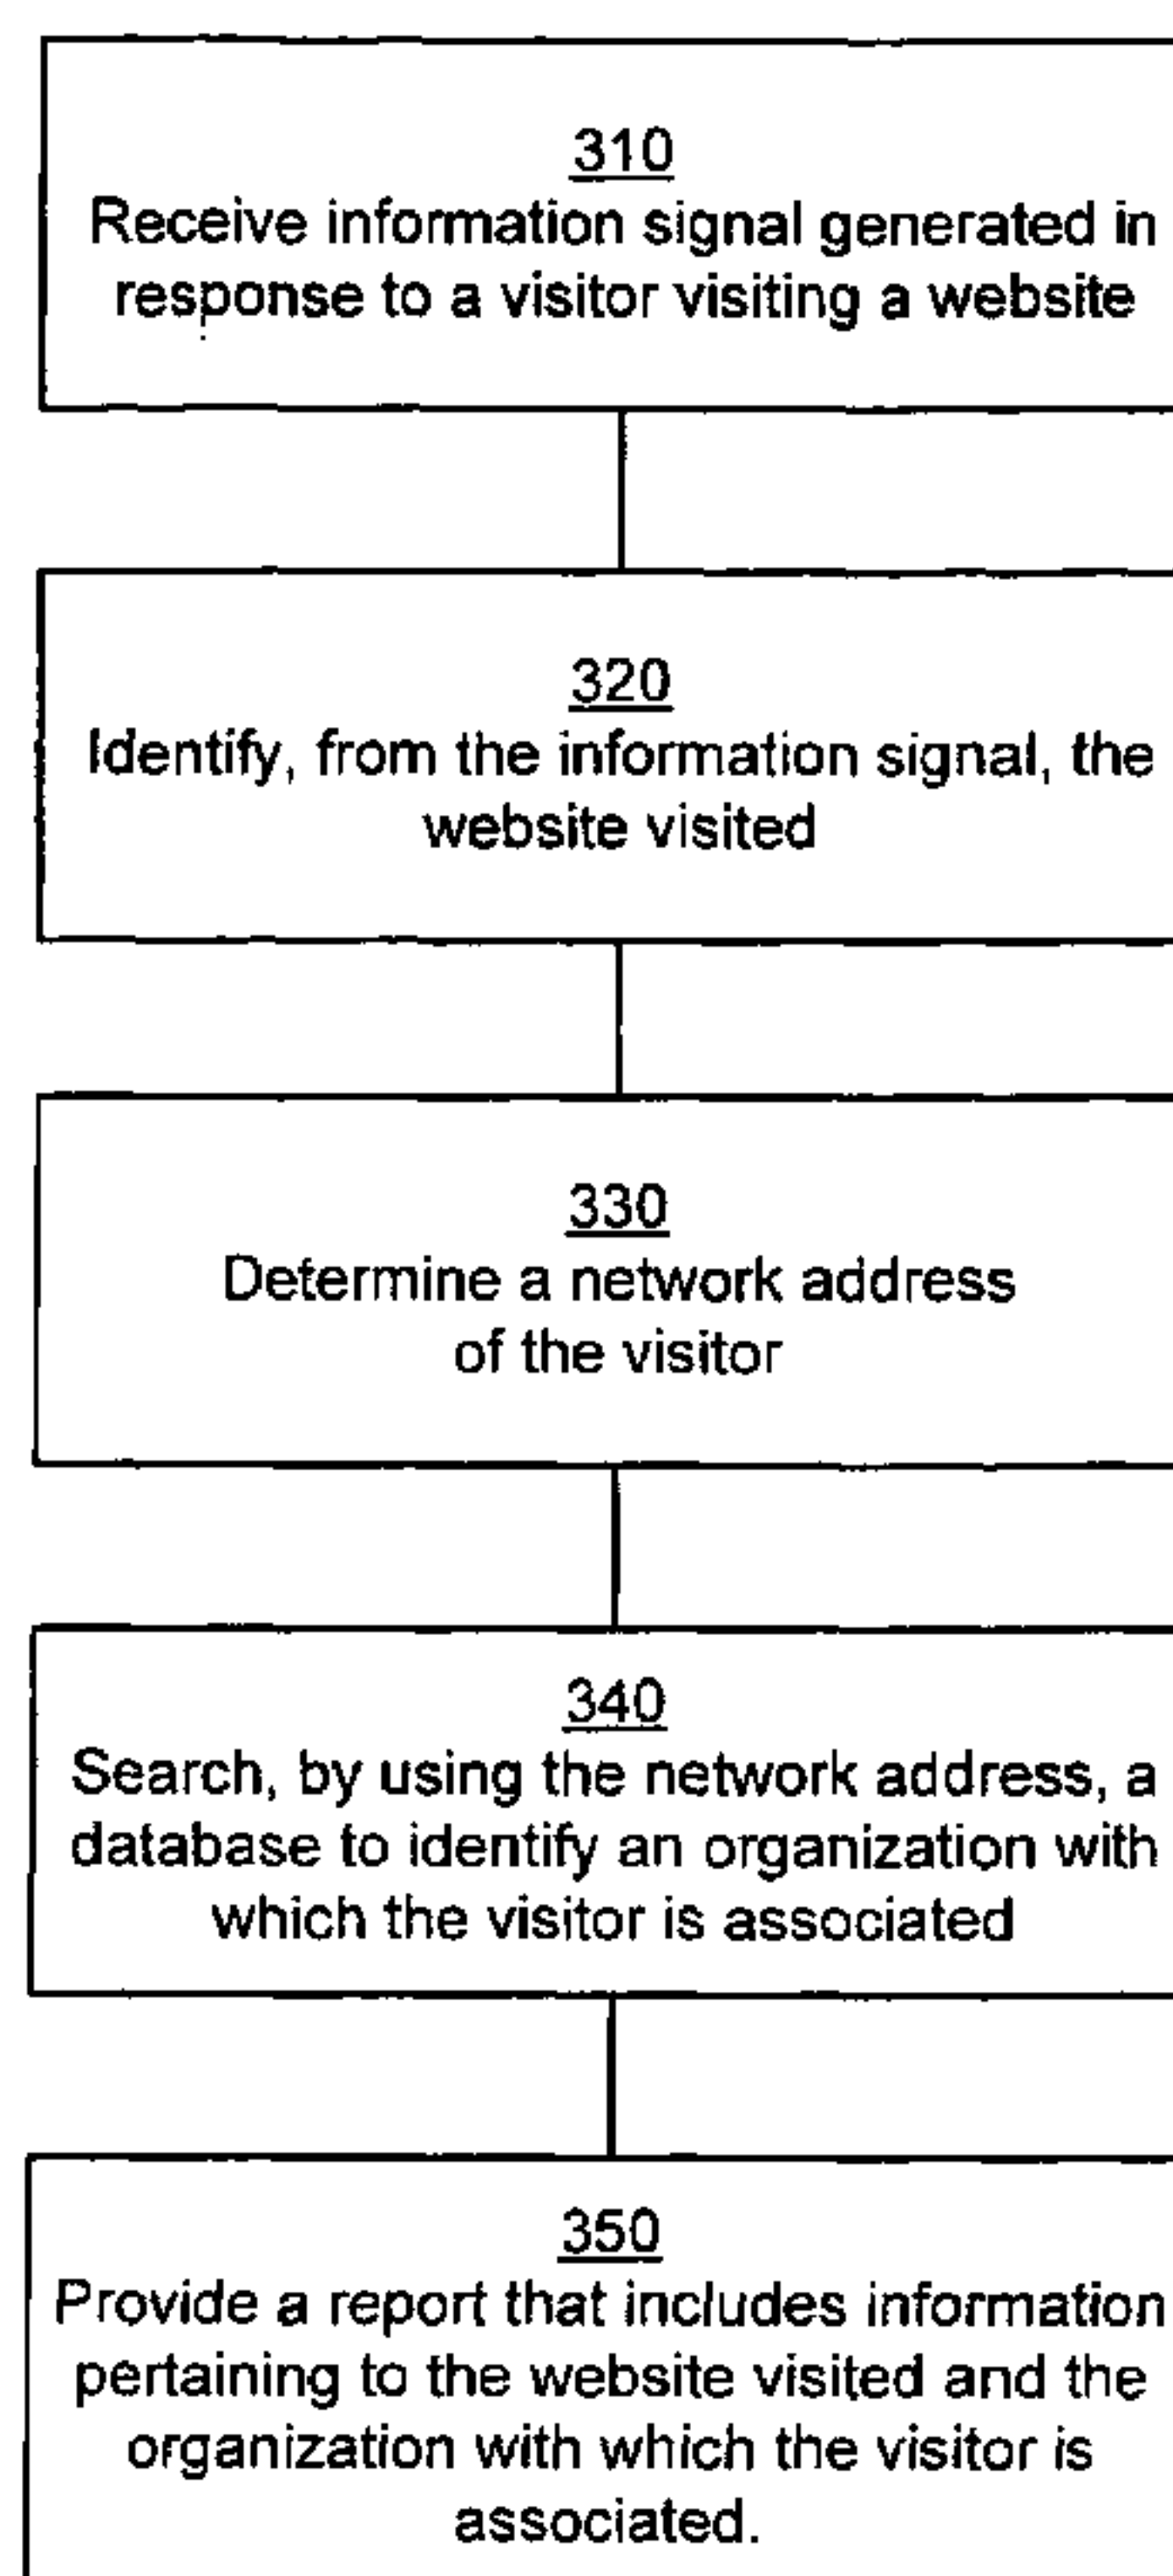 310
Receive information signal generated in
response to a visitor visiting a website
320
Identify, from the information signal, the
website visited
330
Determine a network address
of the visitor
340
Search, by using the network address, a
database to identify an organization with
which the visitor is associated
350
Provide a report that includes information
pertaining to the website visited and the
organization with which the visitor is
associated.